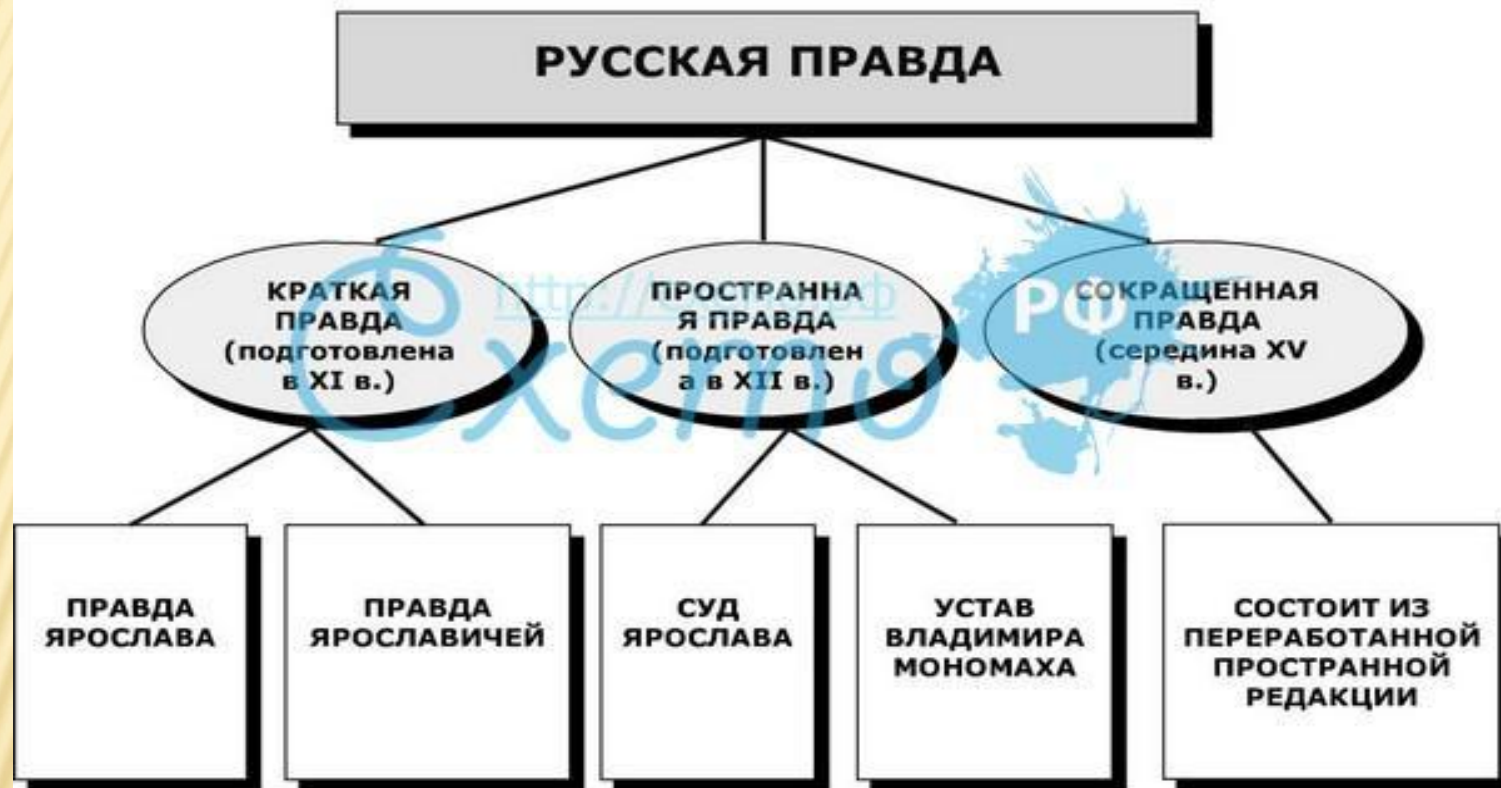 РУССКАЯ ПРАВДА
КРАТКАЯ
ПРАВДА
(подготовлена
в XI в.)
ПРОСТРАННА
Я ПРАВДА
(подготовлен
а в XII в.)
СОКРАЩЕННАЯ
ПРАВДА
(середина XV
в.)
Схемо
РФ
ПРАВДА
ЯРОСЛАВА
ПРАВДА
ЯРОСЛАВИЧЕЙ
СУД
ЯРОСЛАВА
УСТАВ
ВЛАДИМИРА
МОНОМАХА
СОСТОИТ ИЗ
ПЕРЕРАБОТАННОЙ
ПРОСТРАННОЙ
РЕДАКЦИИ